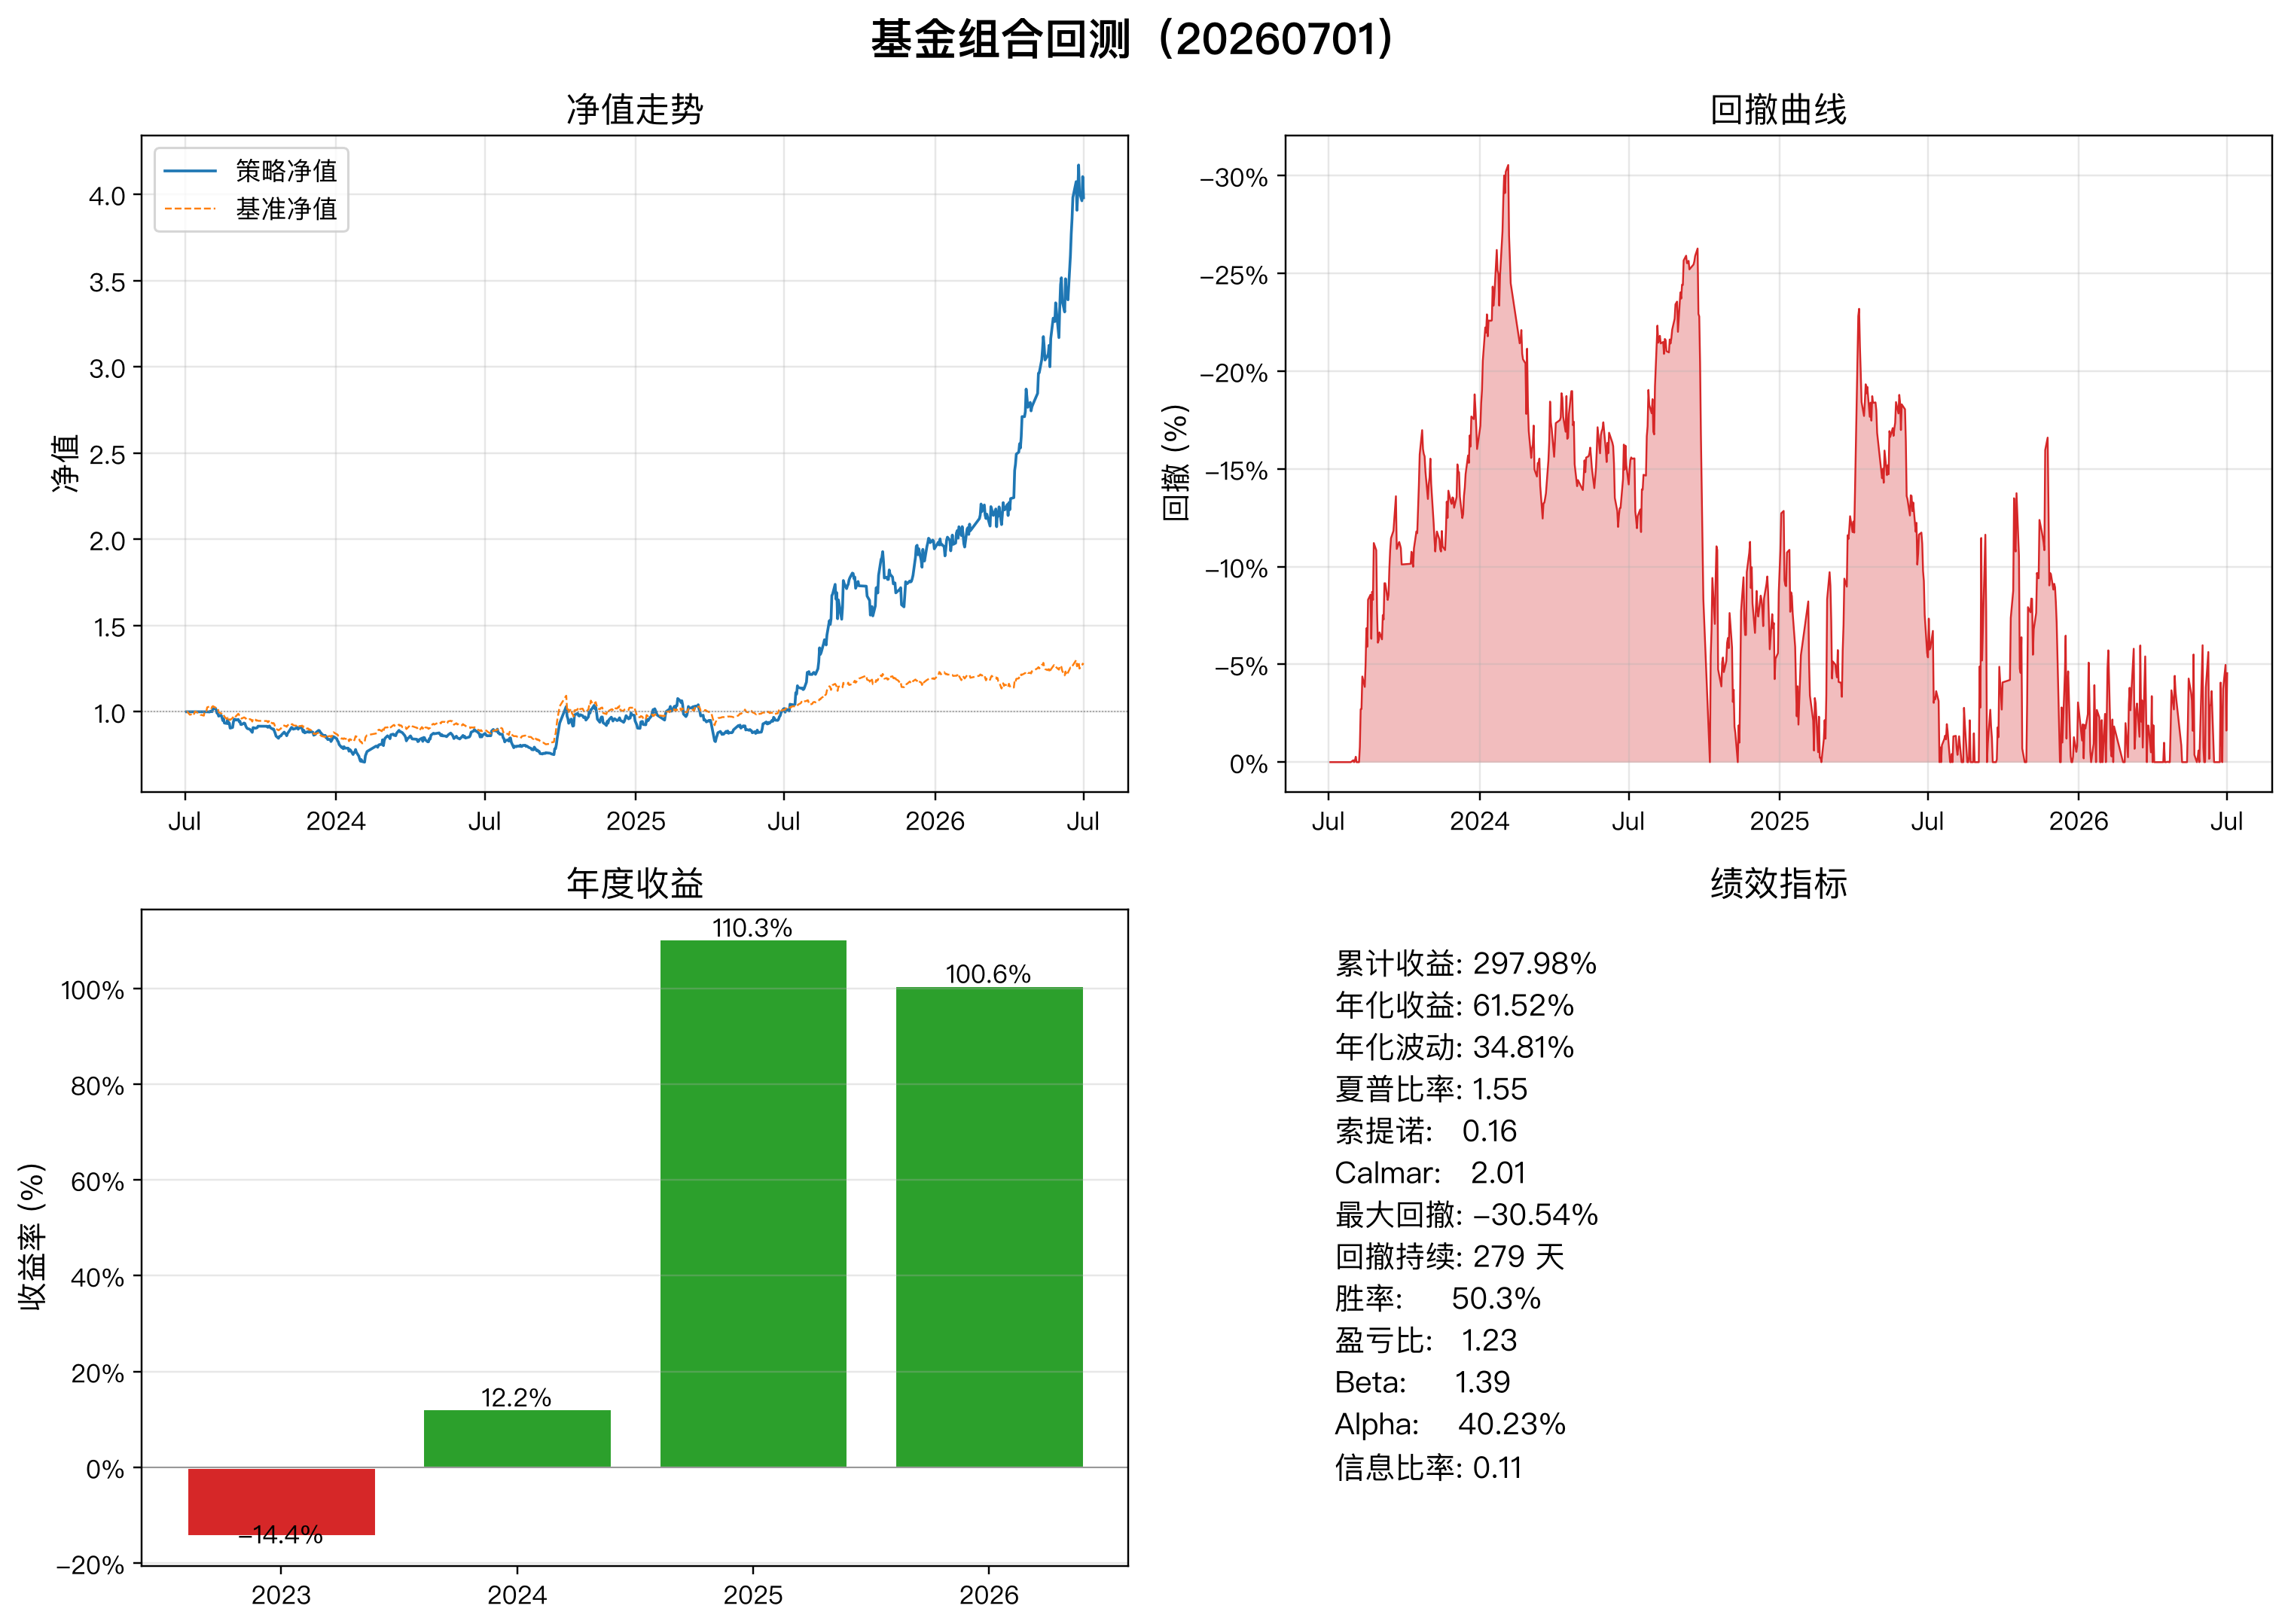 基金组合回测（20260701）
净值走势
策略净值
基准净值
净值
4.0
3.5
3.0
2.5
2.0
1.5
1.0
Jul
2024
Jul
2025
Jul
2026
Jul
回撤曲线
回撤 (%)
−30%
−25%
−20%
−15%
−10%
−5%
0%
Jul
2024
Jul
2025
Jul
2026
Jul
年度收益
收益率 (%)
100%
80%
60%
40%
20%
0%
−20%
−14.4%
12.2%
110.3%
100.6%
2023
2024
2025
2026
绩效指标
累计收益: 297.98%
年化收益: 61.52%
年化波动: 34.81%
夏普比率: 1.55
索提诺: 0.16
Calmar: 2.01
最大回撤: −30.54%
回撤持续: 279 天
胜率: 50.3%
盈亏比: 1.23
Beta: 1.39
Alpha: 40.23%
信息比率: 0.11